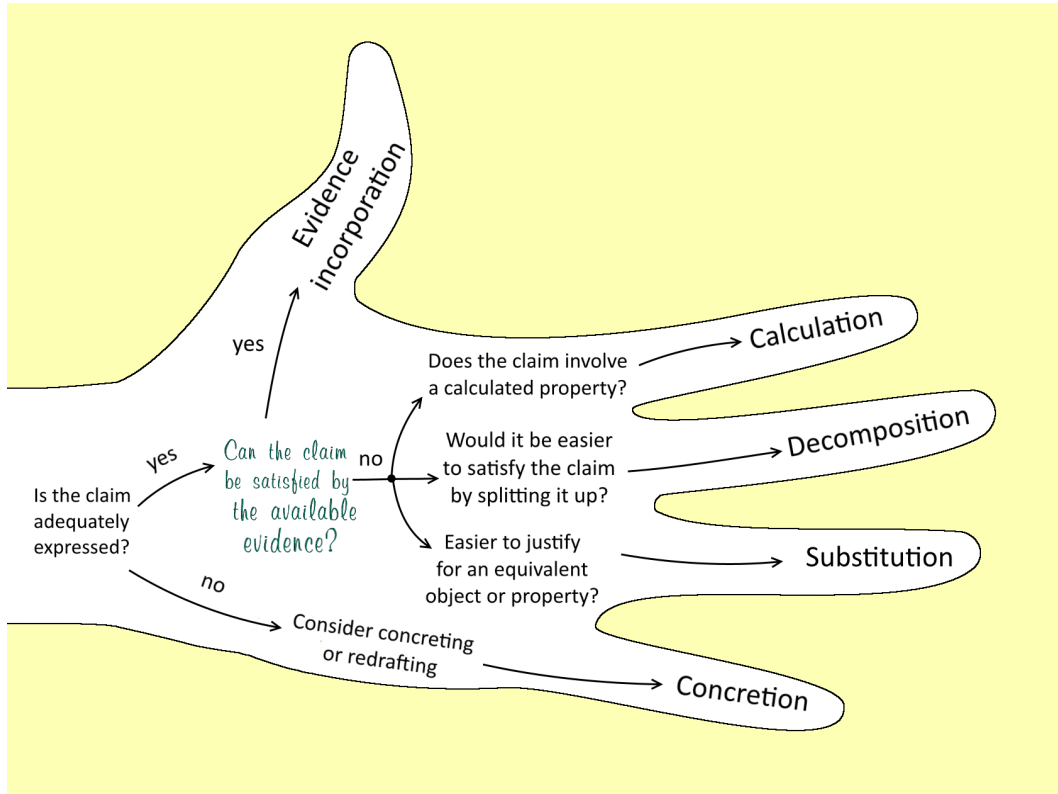 Evidence
incorporation
yes
Calculation
Does the claim involve
a calculated property?
Decomposition
Would it be easier
to satisfy the claim
by splitting it up?
no
Can the claim
be satisfied by
the available
evidence?
yes
Is the claim
adequately
expressed?
Easier to justify
for an equivalent
object or property?
Substitution
no
Consider concreting
or redrafting
Concretion